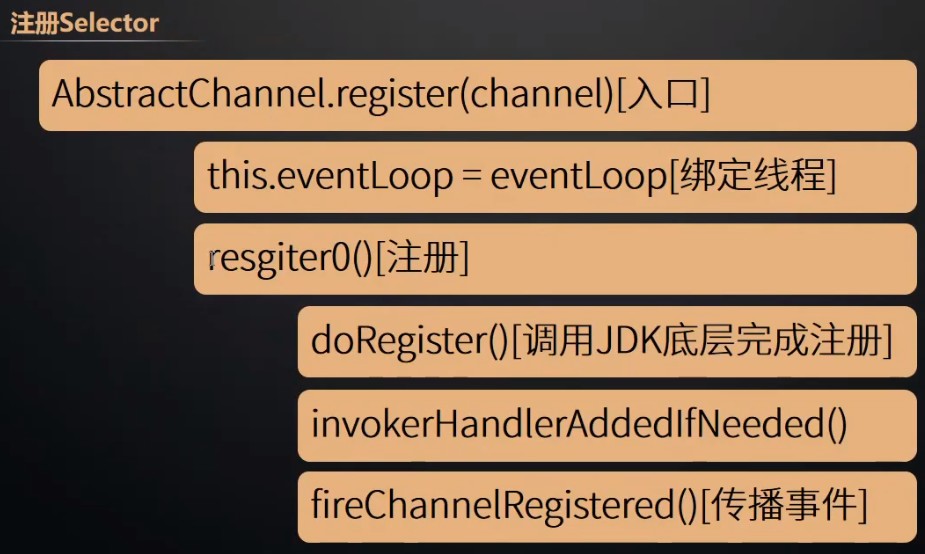 注册Selector
AbstractChannel.register(channel)[入口]
this.eventLoop = eventLoop[绑定线程]
resgiter0()[注册]
doRegister()[调用JDK底层完成注册]
invokerHandlerAddedIfNeeded()
fireChannelRegistered()[传播事件]